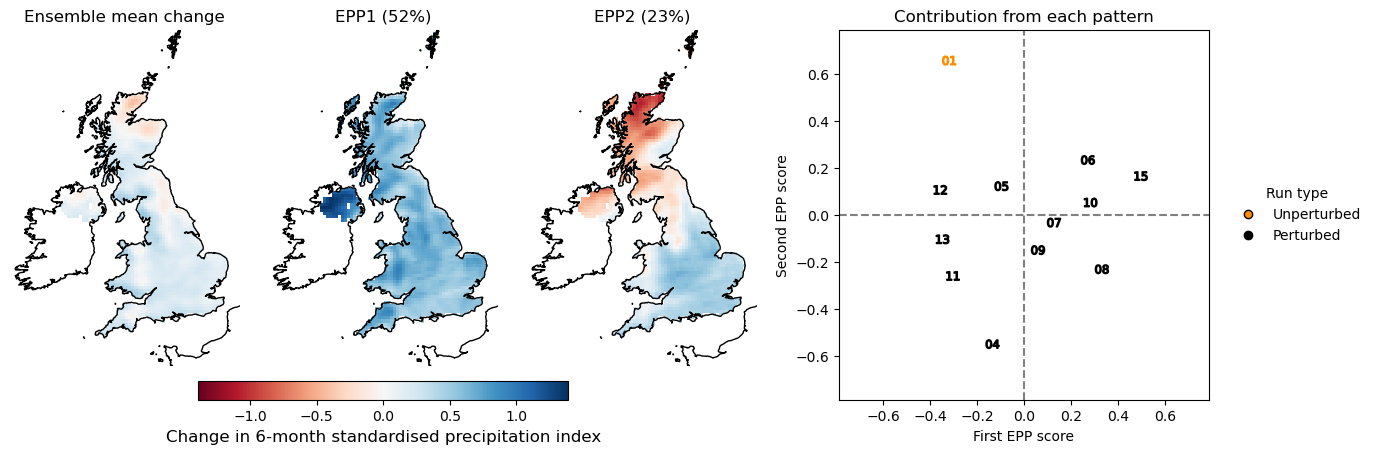 Ensemble mean change
EPP1 (52%)
EPP2 (23%)
−1.0 −0.5 0.0 0.5 1.0
Change in 6-month standardised precipitation index
Contribution from each pattern
Second EPP score
0.6
0.4
0.2
0.0
−0.2
−0.4
−0.6
01
06
15
05
12
10
07
13
09
08
11
04
−0.6 −0.4 −0.2 0.0 0.2 0.4 0.6
First EPP score
Run type
Unperturbed
Perturbed